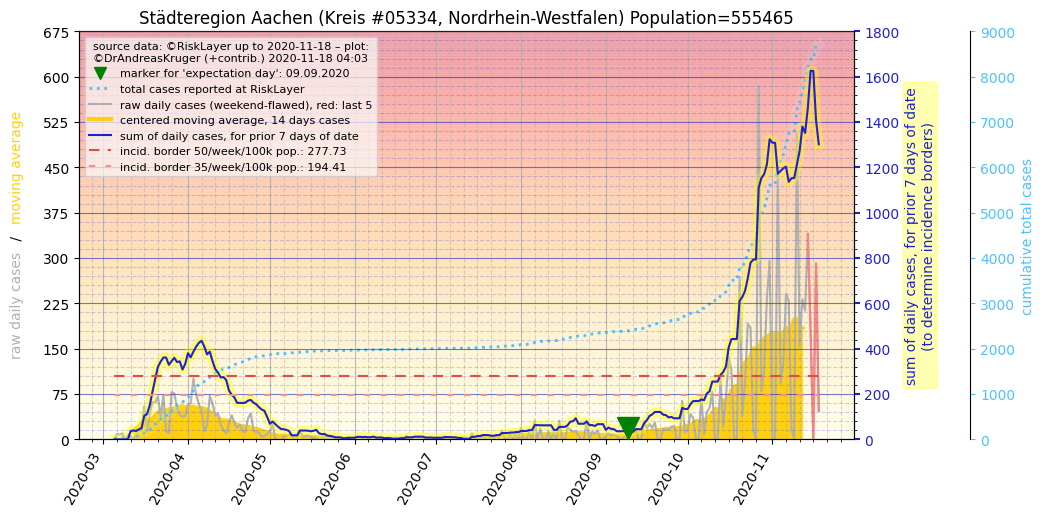 Städteregion Aachen (Kreis #05334, Nordrhein-Westfalen) Population=555465
source data: ©RiskLayer up to 2020-11-18 – plot:
©DrAndreasKruger (+contrib.) 2020-11-18 04:03
marker for 'expectation day': 09.09.2020
total cases reported at RiskLayer
raw daily cases (weekend-flawed), red: last 5
centered moving average, 14 days cases
sum of daily cases, for prior 7 days of date
incid. border 50/week/100k pop.: 277.73
incid. border 35/week/100k pop.: 194.41
raw daily cases / moving average
675
600
525
450
375
300
225
150
75
0
2020-03
2020-04
2020-05
2020-06
2020-07
2020-08
2020-09
2020-10
2020-11
1800
1600
1400
1200
1000
800
600
400
200
0
sum of daily cases, for prior 7 days of date
(to determine incidence borders)
9000
8000
7000
6000
5000
4000
3000
2000
1000
0
cumulative total cases